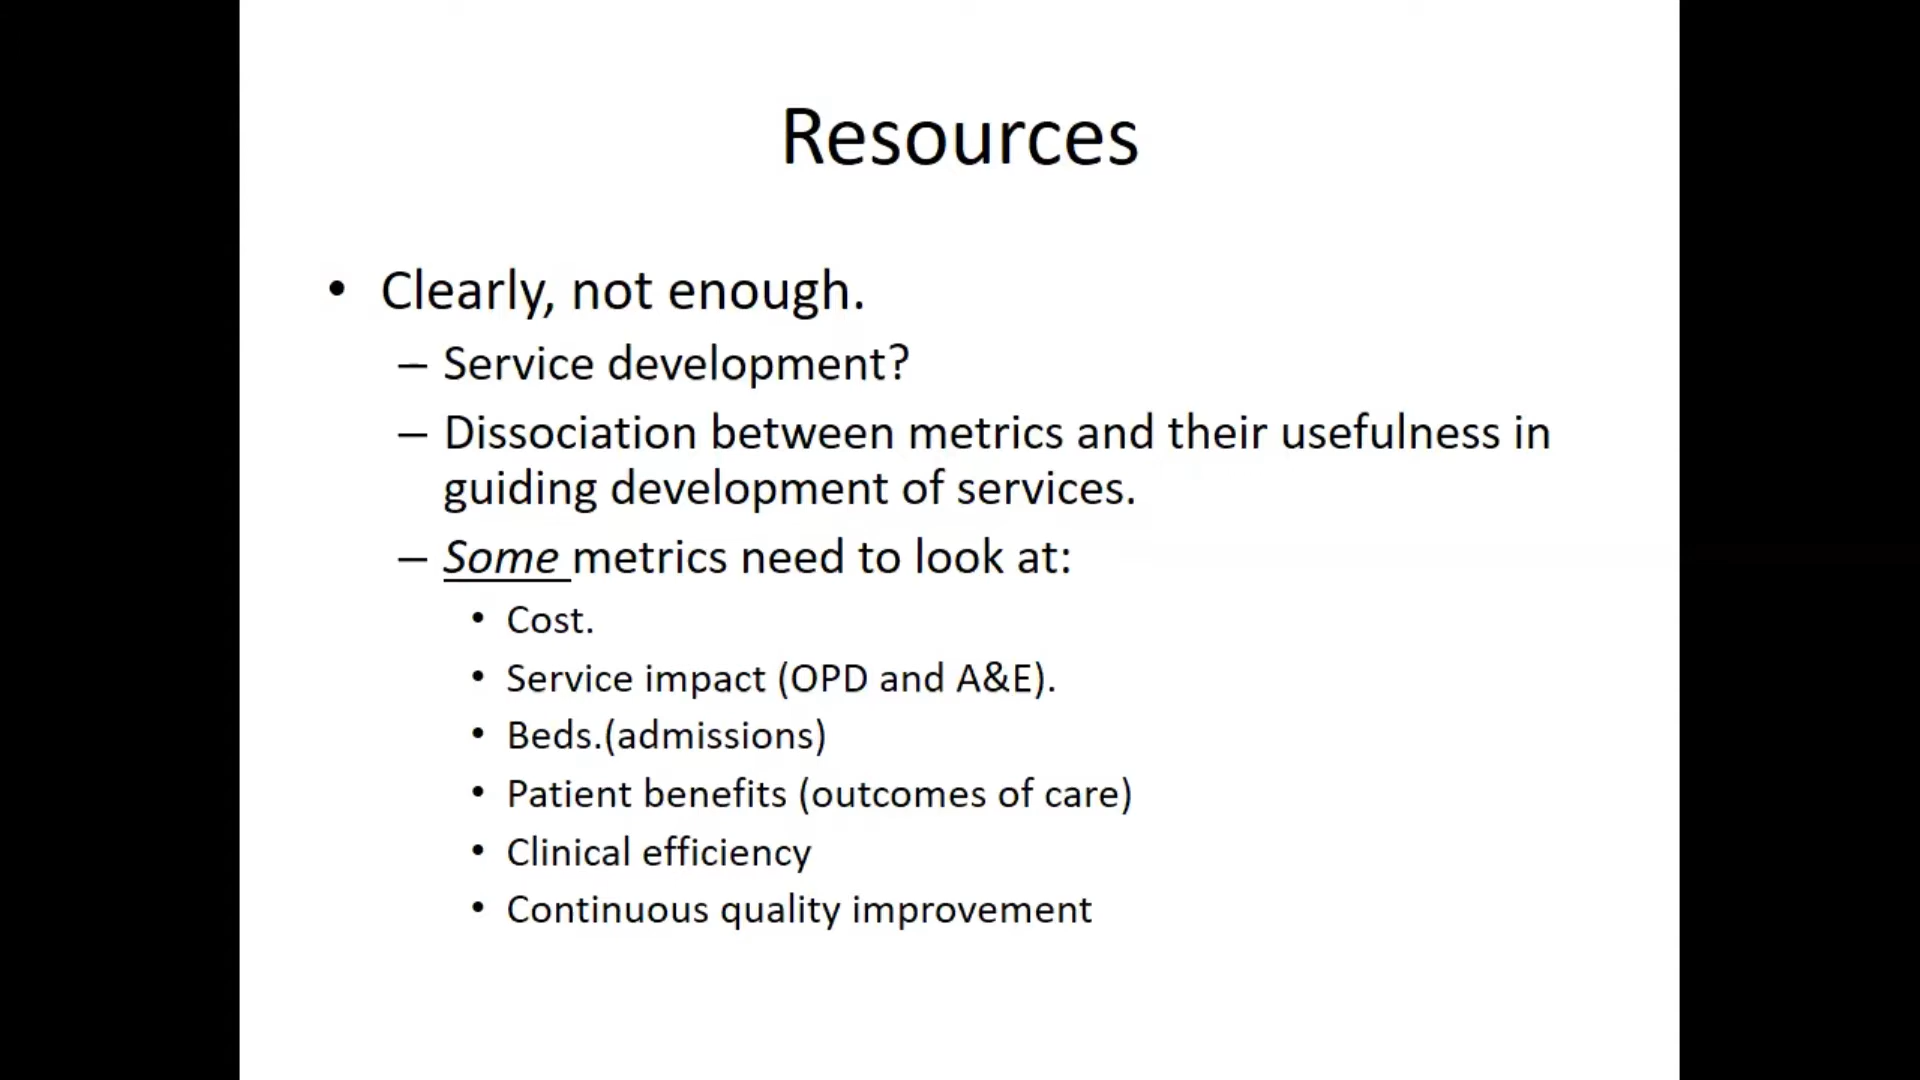 Resources
• Clearly, not enough.
– Service development?
– Dissociation between metrics and their usefulness in
guiding development of services.
– Some metrics need to look at:
• Cost.
• Service impact (OPD and A&E).
• Beds.(admissions)
• Patient benefits (outcomes of care)
• Clinical efficiency
• Continuous quality improvement